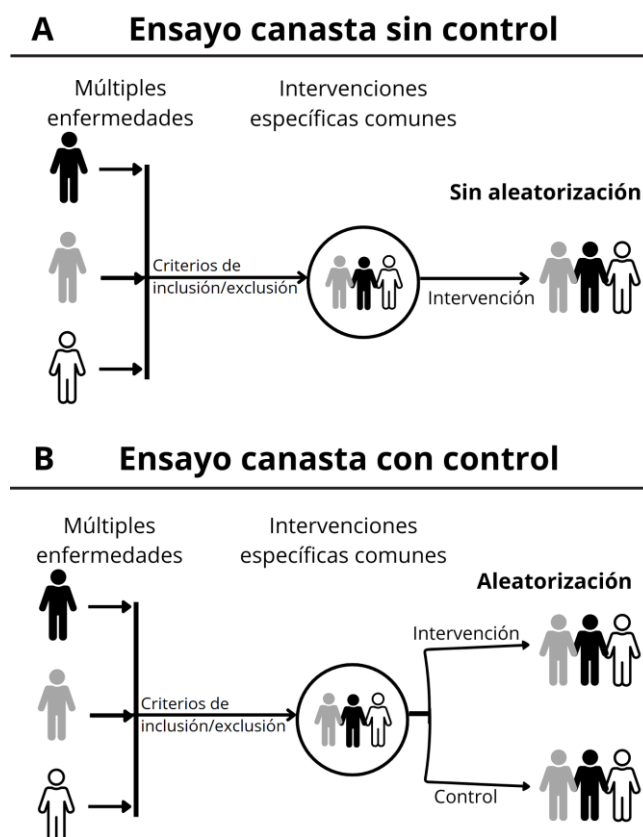 A Ensayo canasta sin control
Múltiples
enfermedades
Intervenciones
específicas comunes
Sin aleatorización
Criterios de
inclusión/exclusión
Intervención
B Ensayo canasta con control
Múltiples
enfermedades
Intervenciones
específicas comunes
Aleatorización
Intervención
Criterios de
inclusión/exclusión
Control